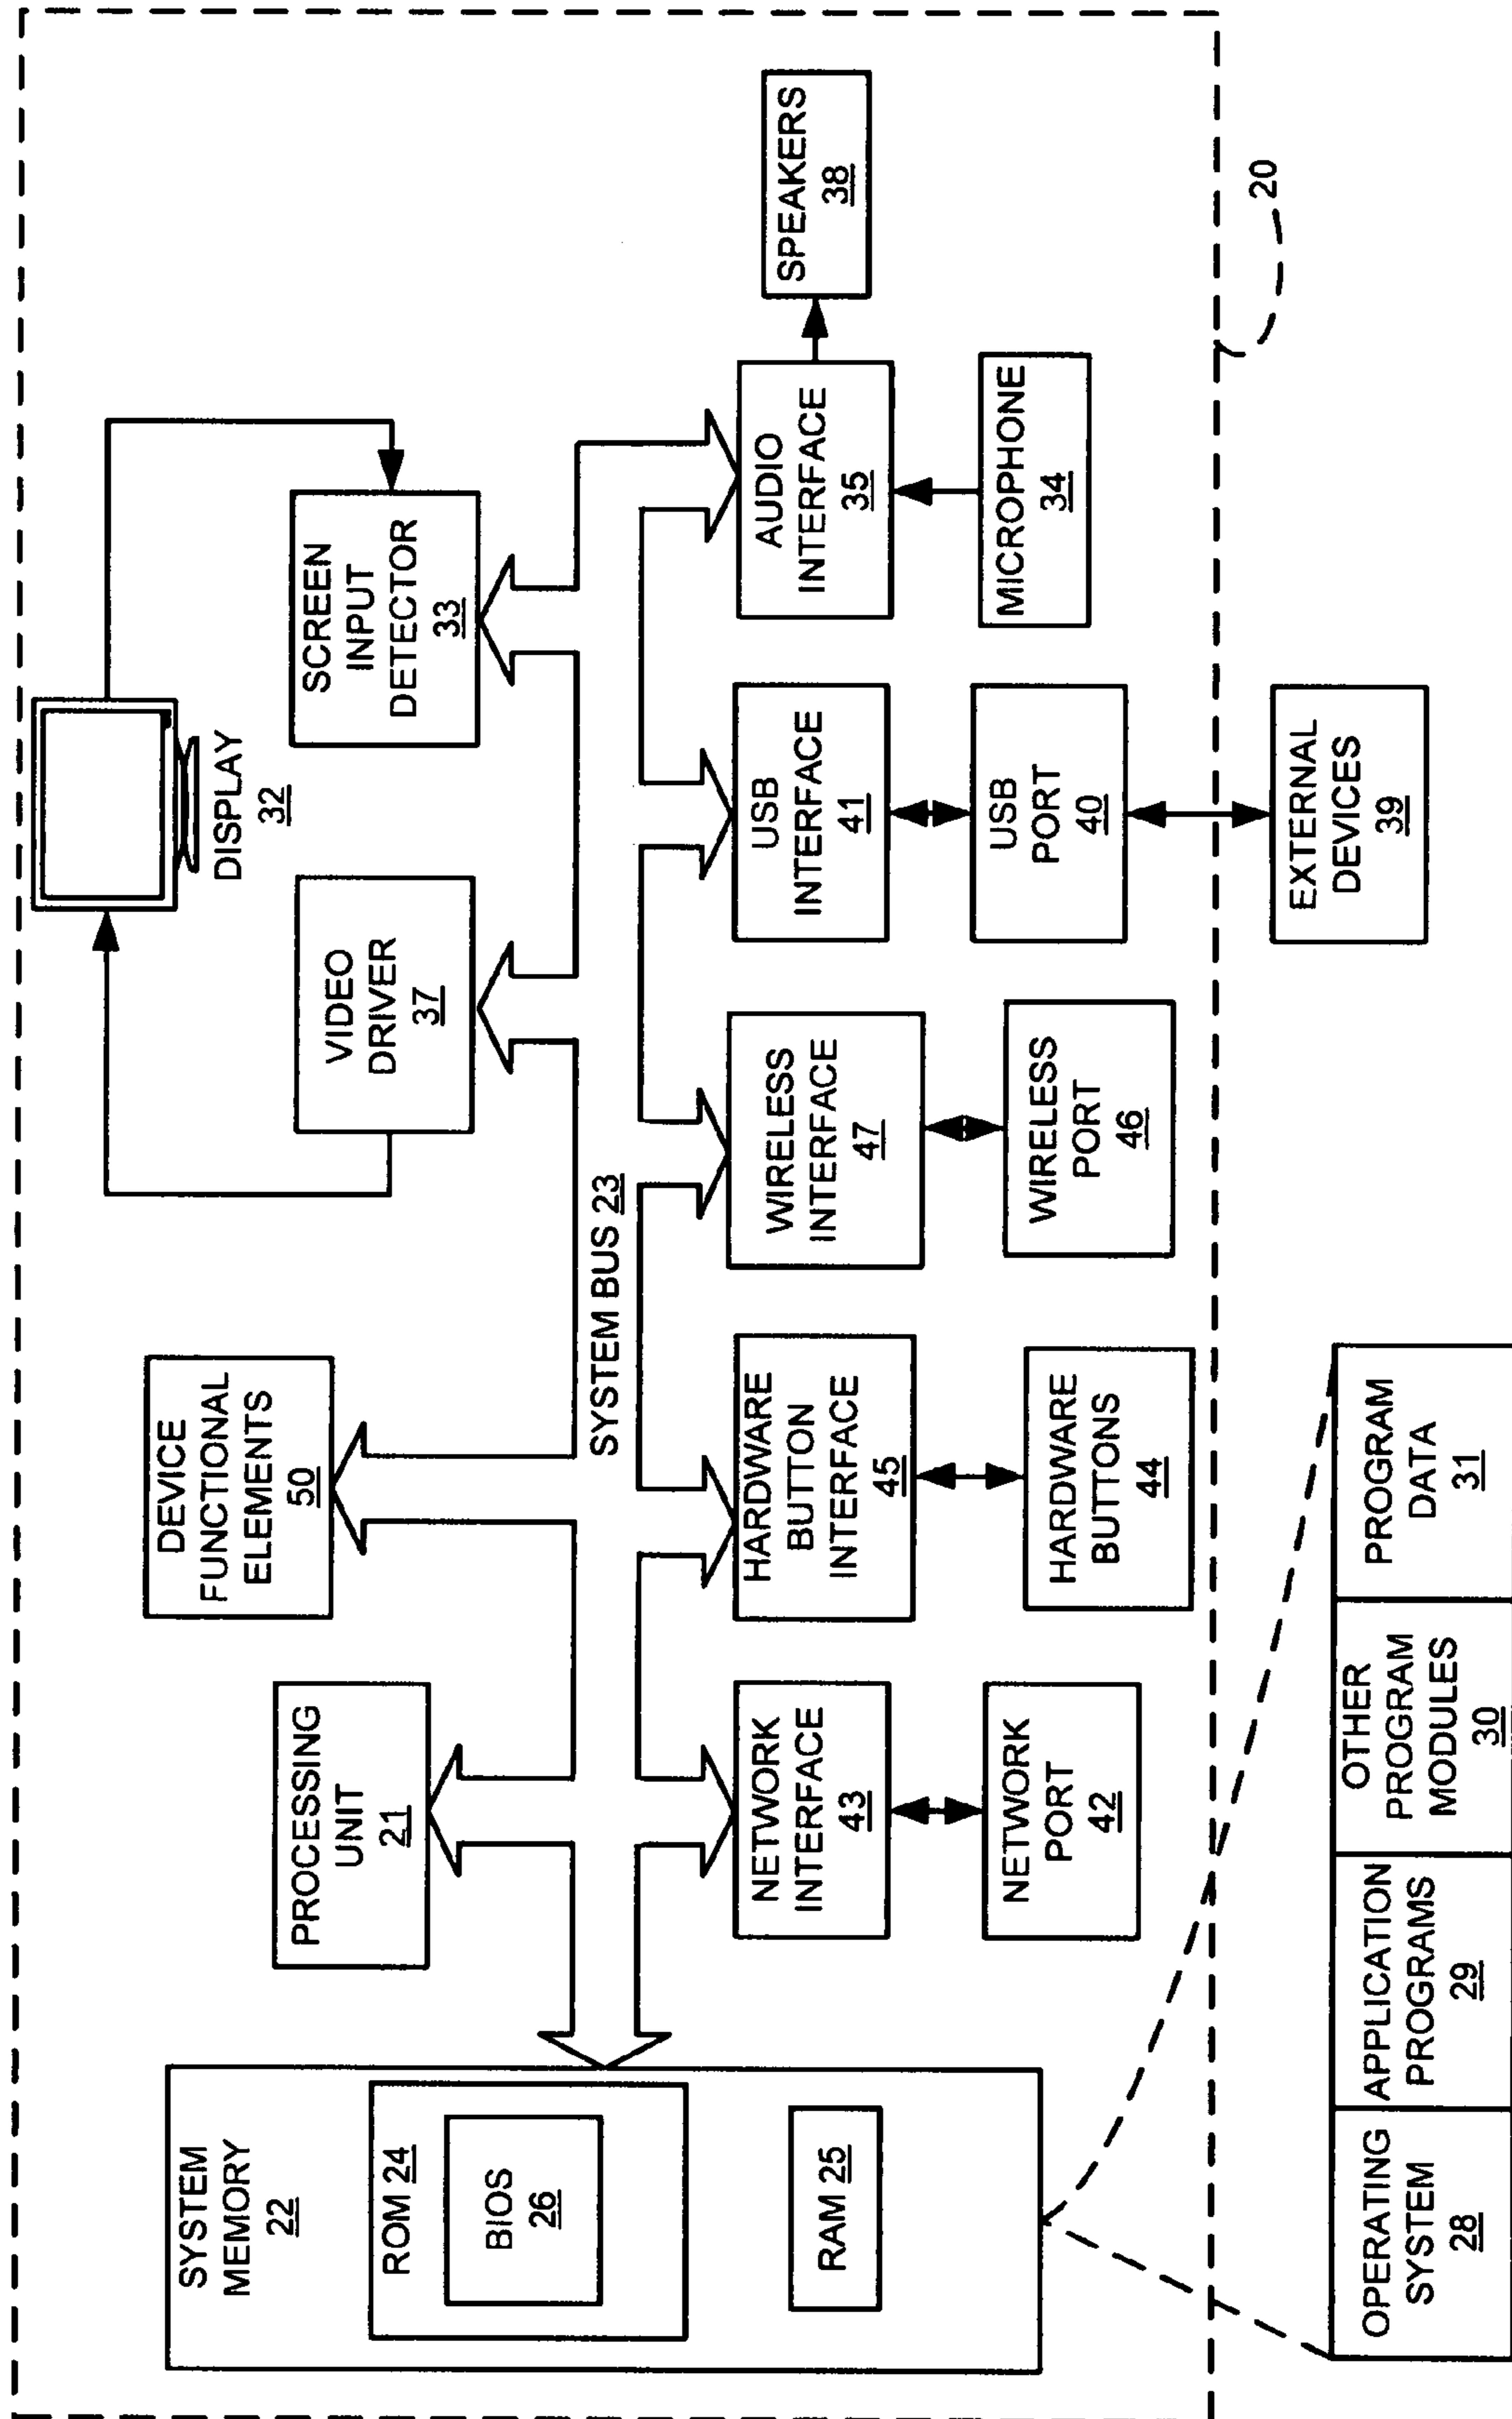 SYSTEM
MEMORY
22
ROM 24
BIOS
26
RAM 25
PROCESSING
UNIT
21
DEVICE
FUNCTIONAL
ELEMENTS
50
VIDEO
DRIVER
37
DISPLAY
32
SCREEN
INPUT
DETECTOR
33
SYSTEM BUS 23
NETWORK
INTERFACE
43
HARDWARE
BUTTON
INTERFACE
45
WIRELESS
INTERFACE
47
USB
INTERFACE
41
AUDIO
INTERFACE
35
SPEAKERS
38
NETWORK
PORT
42
HARDWARE
BUTTONS
44
WIRELESS
PORT
46
USB
PORT
40
MICROPHONE
34
20
EXTERNAL
DEVICES
39
OPERATING
SYSTEM
28
APPLICATION
PROGRAMS
29
OTHER
PROGRAM
MODULES
30
PROGRAM
DATA
31